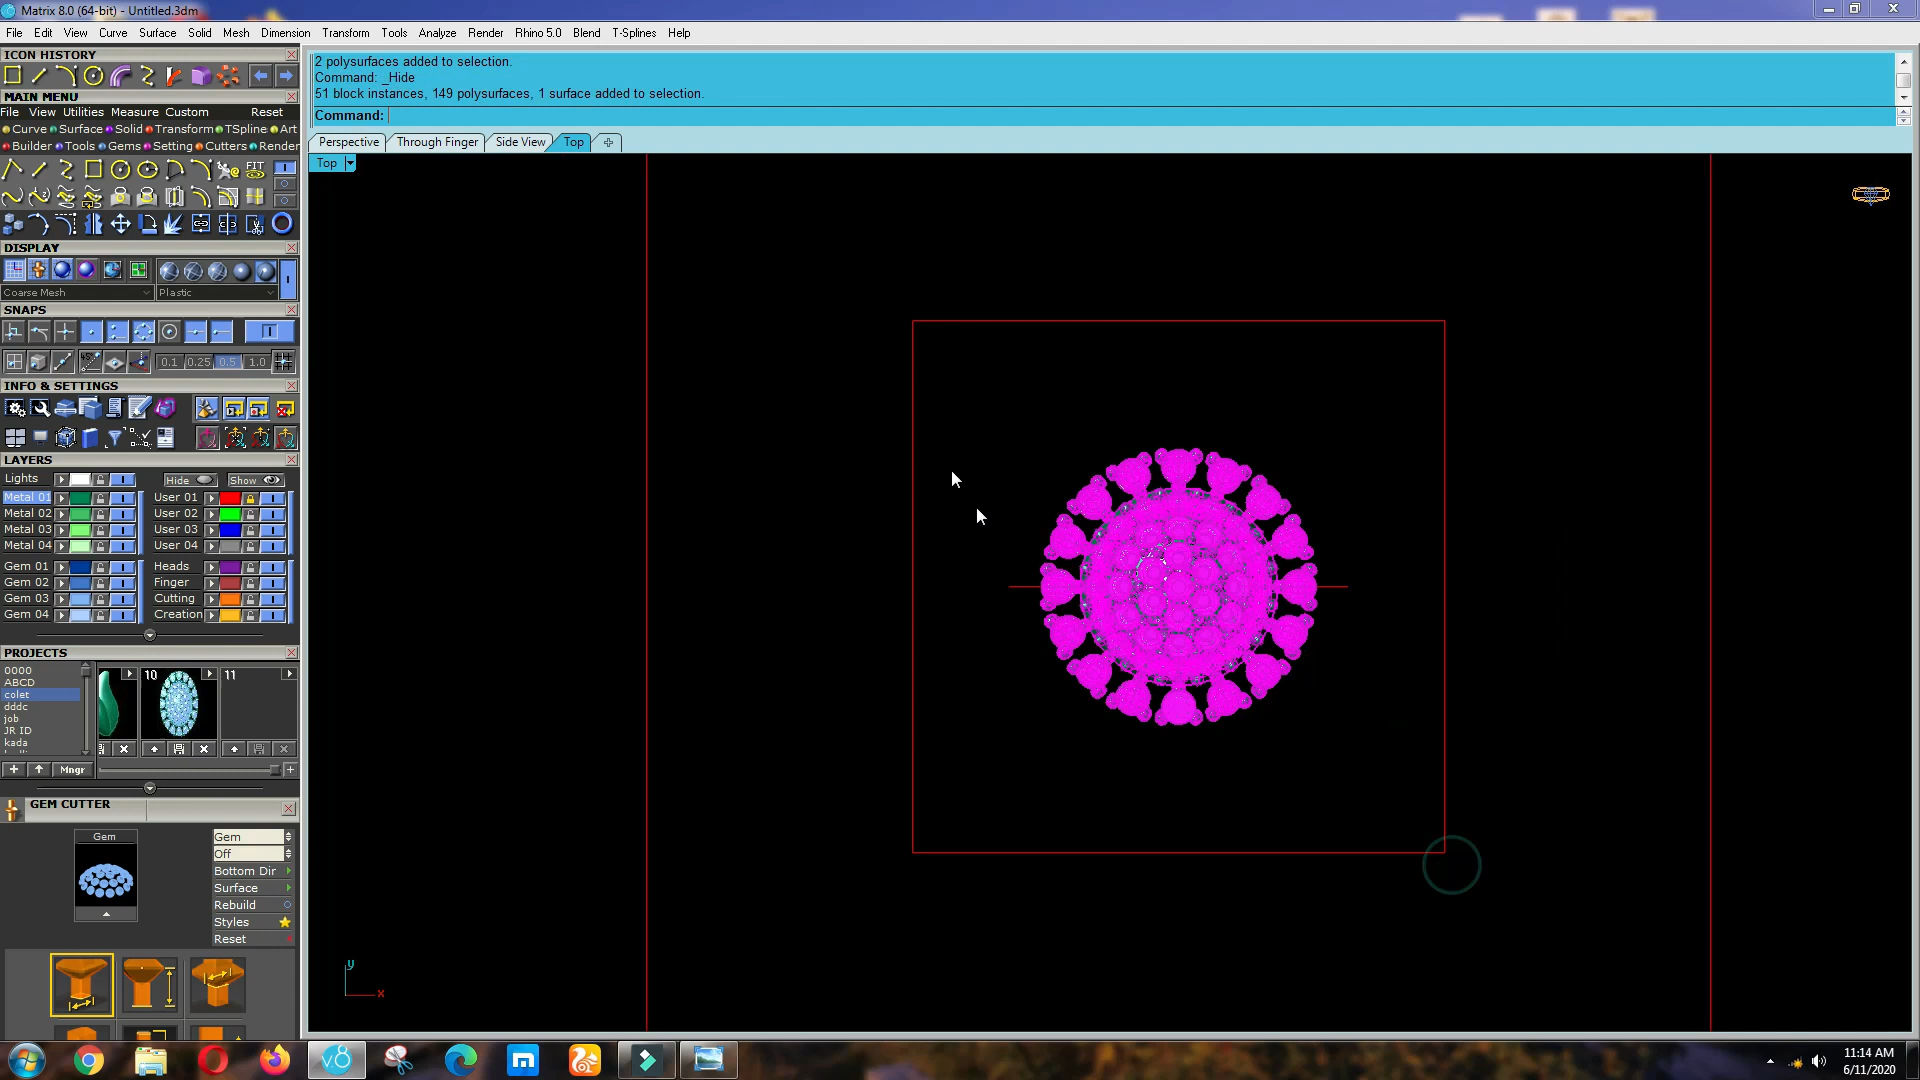 Matrix 8.0 (64-bit) - Untitled.3dm
File Edit View Curve Surface Solid Mesh Dimension Transform Tools Analyze Render Rhino 5.0 Blend T-Splines Help
ICON HISTORY
2 polysurfaces added to selection.
Command: _Hide
51 block instances, 149 polysurfaces, 1 surface added to selection.
Command:
MAIN MENU
File View Utilities Measure Custom Reset
Curve Surface Solid Transform TSpline Art
Builder Tools Gems Setting Cutters Render
Perspective Through Finger Side View Top
Top
FIT
DISPLAY
Coarse Mesh Plastic
SNAPS
0.1 0.25 0.5 1.0
INFO & SETTINGS
LAYERS
Lights Hide Show
Metal 01 User 01
Metal 02 User 02
Metal 03 User 03
Metal 04 User 04
Gem 01 Heads
Gem 02 Finger
Gem 03 Cutting
Gem 04 Creation
PROJECTS
0000
ABCD
colet
dddc
job
JR ID
kada
10 11
Mngr
GEM CUTTER
Gem
Gem
Off
Bottom Dir
Surface
Rebuild
Styles
Reset
y
x
v8
11:14 AM
6/11/2020